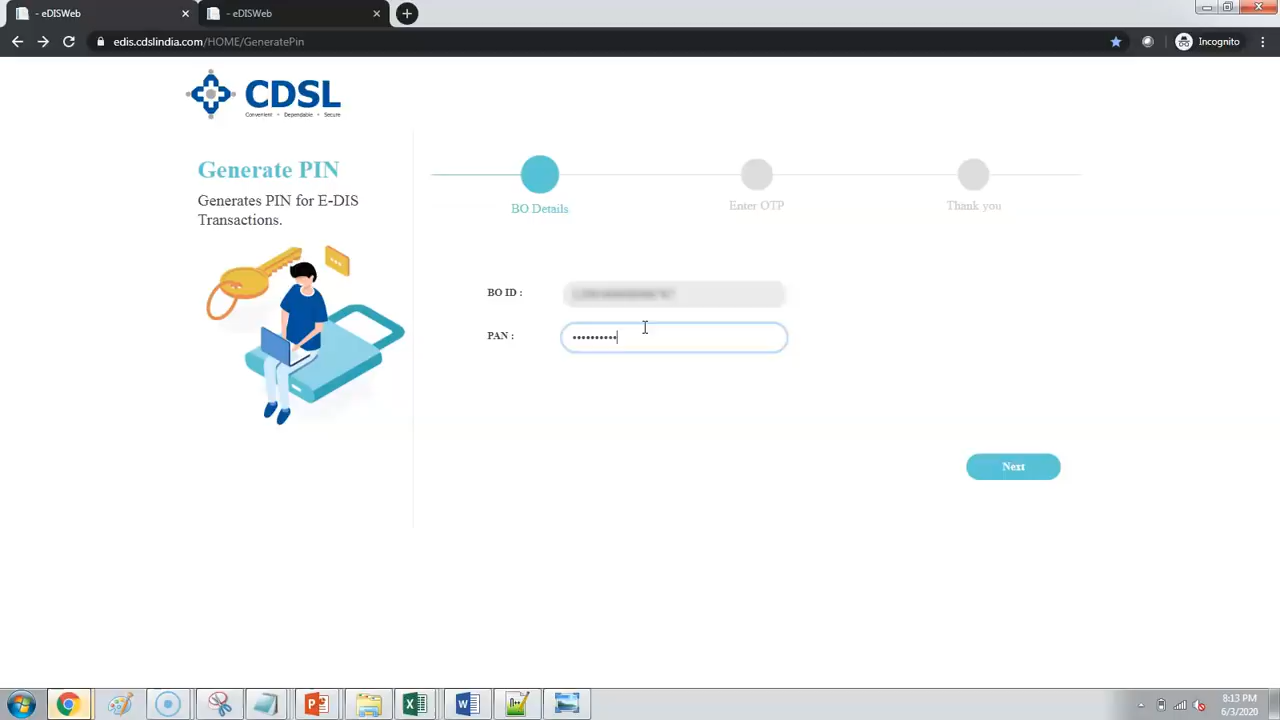 - eDISWeb
- eDISWeb
edis.cdslindia.com/HOME/GeneratePin
Incognito
CDSL
Convenient • Dependable • Secure
Generate PIN
Generates PIN for E-DIS
Transactions.
BO Details
Enter OTP
Thank you
BO ID :
PAN :
••••••••••
Next
8:13 PM
6/3/2020